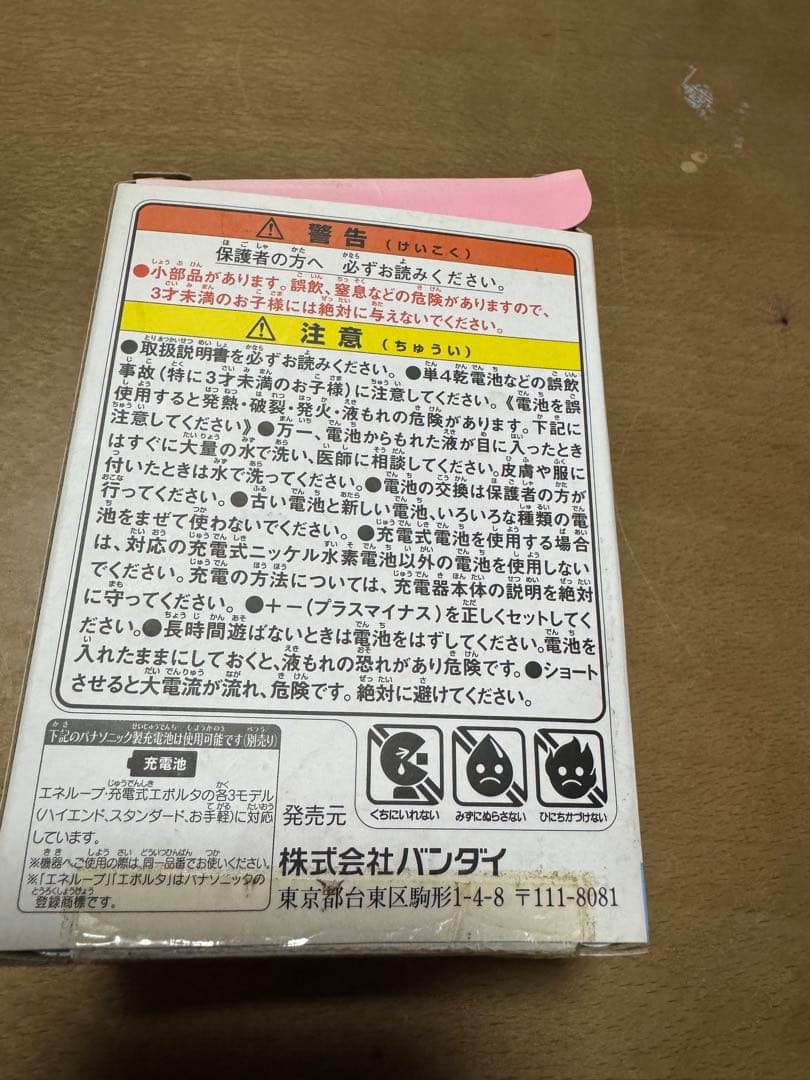 ⚠ 警告 (けいこく)
保護者の方へ 必ずお読みください。
●小部品があります。誤飲、窒息などの危険がありますので、
3才未満のお子様には絶対に与えないでください。
⚠ 注意 (ちゅうい)
●取扱説明書を必ずお読みください。●単4乾電池などの誤飲
事故(特に3才未満のお子様)に注意してください。《電池を誤
使用すると発熱・破裂・発火・液もれの危険があります。下記に
注意してください》●万一、電池からもれた液が目に入ったとき
はすぐに大量の水で洗い、医師に相談してください。皮膚や服に
付いたときは水で洗ってください。●電池の交換は保護者の方が
行ってください。●古い電池と新しい電池、いろいろな種類の電
池をまぜて使わないでください。●充電式電池を使用する場合
は、対応の充電式ニッケル水素電池以外の電池を使用しない
でください。充電の方法については、充電器本体の説明を絶対
に守ってください。●+-(プラスマイナス)を正しくセットしてく
ださい。●長時間遊ばないときは電池をはずしてください。電池を
入れたままにしておくと、液もれの恐れがあり危険です。●ショート
させると大電流が流れ、危険です。絶対に避けてください。
下記のパナソニック製充電池は使用可能です(別売り)
充電池
エネループ・充電式エボルタの各3モデル
(ハイエンド、スタンダード、お手軽)に対応
しています。
※機器へご使用の際は、同一品番でお使いください。
※「エネループ」「エボルタ」はパナソニックの
登録商標です。
くちにいれない
みずにぬらさない
ひにちかづけない
発売元
株式会社バンダイ
東京都台東区駒形1-4-8 〒111-8081